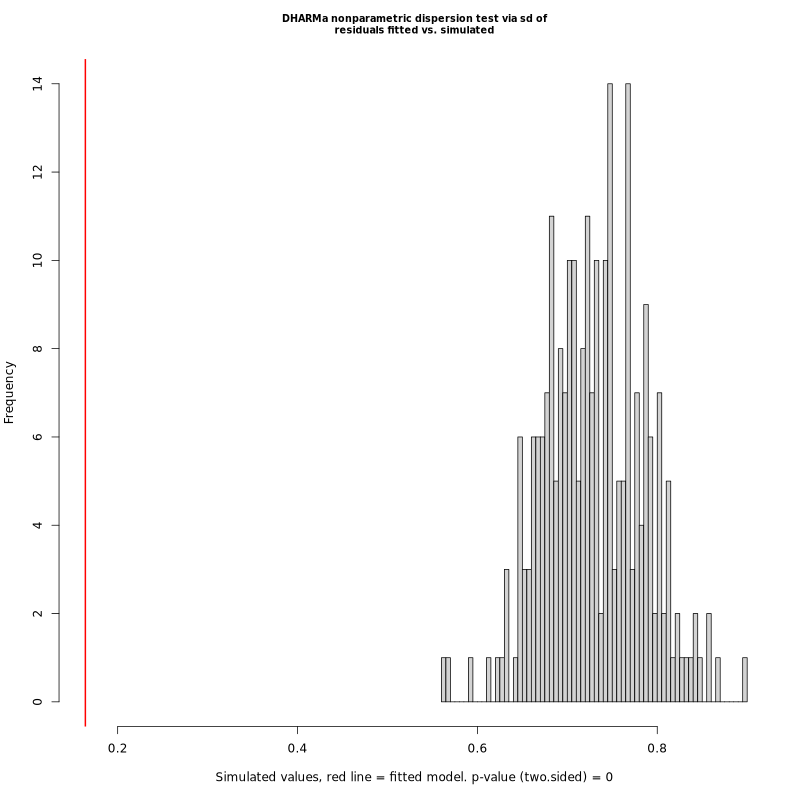 DHARMa nonparametric dispersion test via sd of
residuals fitted vs. simulated
Frequency
14
12
10
8
6
4
2
0
0.2 0.4 0.6 0.8
Simulated values, red line = fitted model. p-value (two.sided) = 0